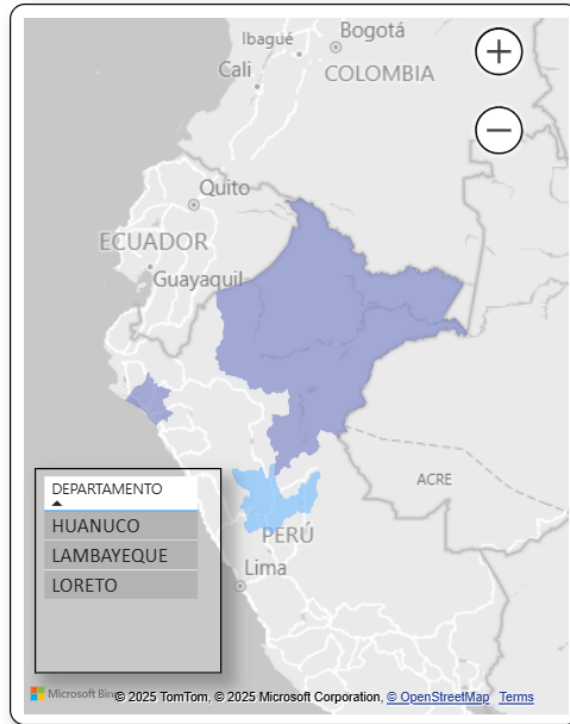 Bogotá
Ibagué
Cali
COLOMBIA
Quito
ECUADOR
Guayaquil
ACRE
DEPARTAMENTO
HUANUCO
LAMBAYEQUE
LORETO
PERÚ
Lima
Microsoft Bing
© 2025 TomTom, © 2025 Microsoft Corporation, © OpenStreetMap Terms